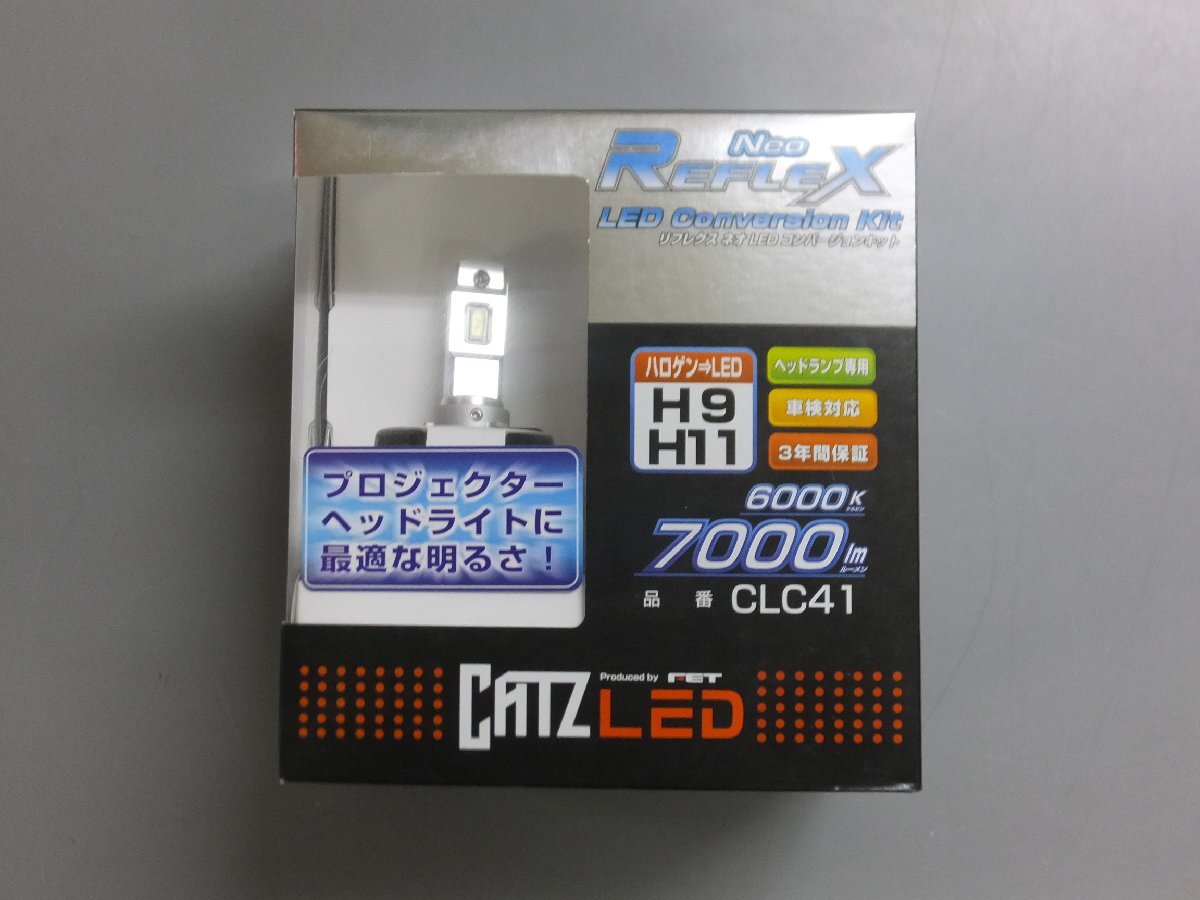 Neo
REFLEX
LED Conversion Kit
リフレクス ネオ LED コンバージョンキット
ハロゲン⇒LED
H9
H11
ヘッドランプ専用
車検対応
3年間保証
プロジェクター
ヘッドライトに
最適な明るさ！
6000K
ケルビン
7000lm
ルーメン
品 番 CLC41
CATZ LED
Produced by FET